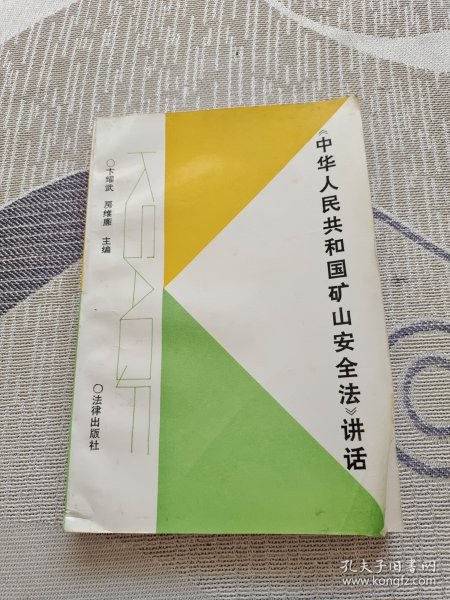 《中华人民共和国矿山安全法》讲话
○卞耀武 房维廉 主编
○法律出版社
孔夫子旧书网
www.kongfz.com